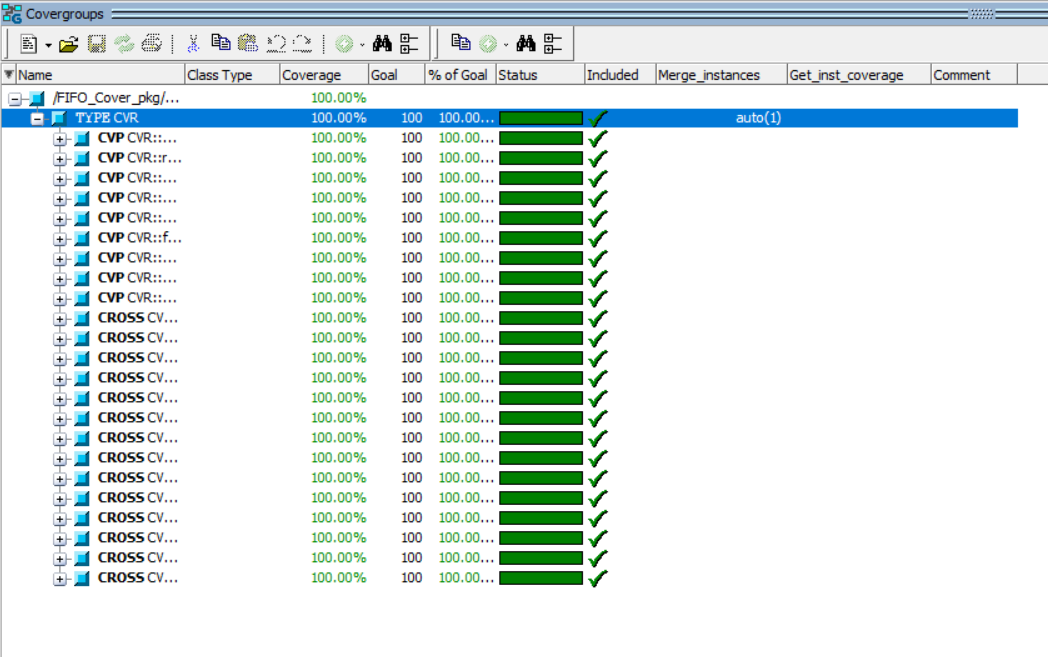 Covergroups
Name Class Type Coverage Goal % of Goal Status Included Merge_instances Get_inst_coverage Comment
/FIFO_Cover_pkg/... 100.00%
TYPE CVR 100.00% 100 100.00... auto(1)
CVP CVR::... 100.00% 100 100.00...
CVP CVR::r... 100.00% 100 100.00...
CVP CVR::... 100.00% 100 100.00...
CVP CVR::... 100.00% 100 100.00...
CVP CVR::... 100.00% 100 100.00...
CVP CVR::f... 100.00% 100 100.00...
CVP CVR::... 100.00% 100 100.00...
CVP CVR::... 100.00% 100 100.00...
CVP CVR::... 100.00% 100 100.00...
CROSS CV... 100.00% 100 100.00...
CROSS CV... 100.00% 100 100.00...
CROSS CV... 100.00% 100 100.00...
CROSS CV... 100.00% 100 100.00...
CROSS CV... 100.00% 100 100.00...
CROSS CV... 100.00% 100 100.00...
CROSS CV... 100.00% 100 100.00...
CROSS CV... 100.00% 100 100.00...
CROSS CV... 100.00% 100 100.00...
CROSS CV... 100.00% 100 100.00...
CROSS CV... 100.00% 100 100.00...
CROSS CV... 100.00% 100 100.00...
CROSS CV... 100.00% 100 100.00...
CROSS CV... 100.00% 100 100.00...